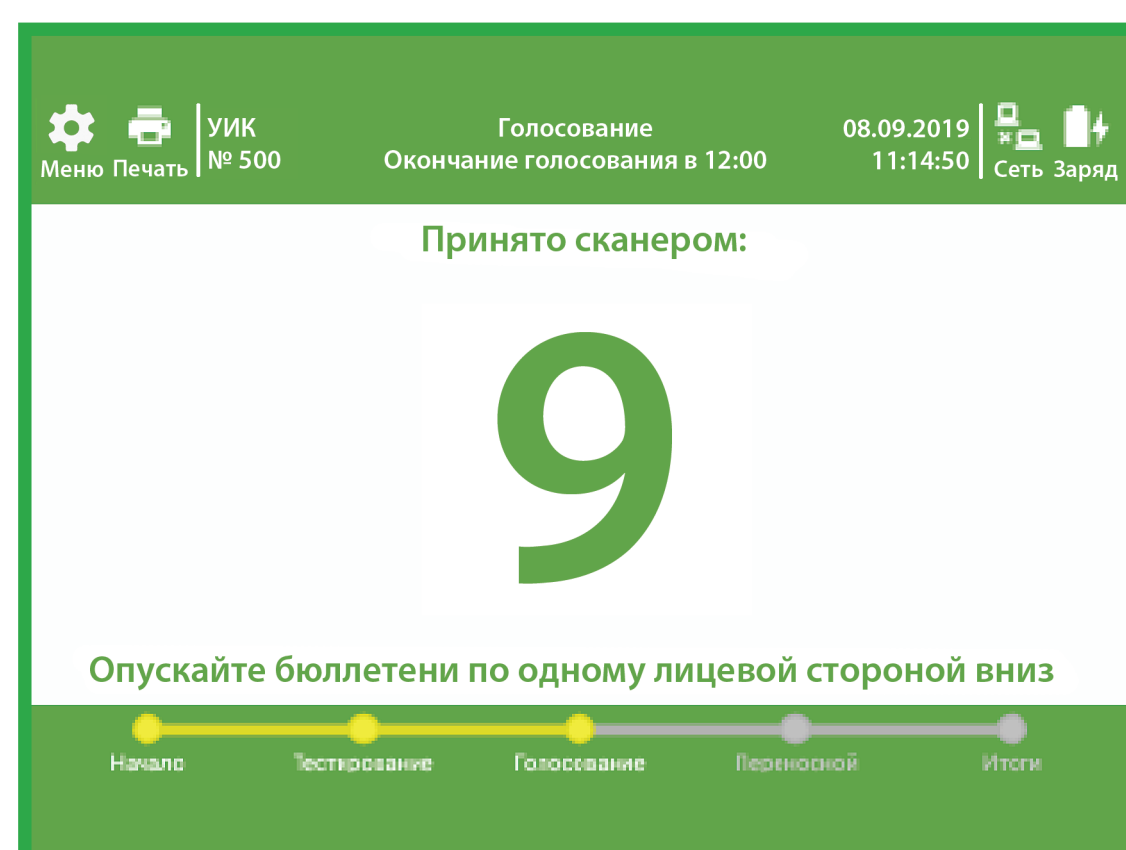 Меню Печать
УИК
№ 500
Голосование
Окончание голосования в 12:00
08.09.2019
11:14:50
Сеть Заряд
Принято сканером:
9
Опускайте бюллетени по одному лицевой стороной вниз
Начало Тестирование Голосование Переносной Итоги